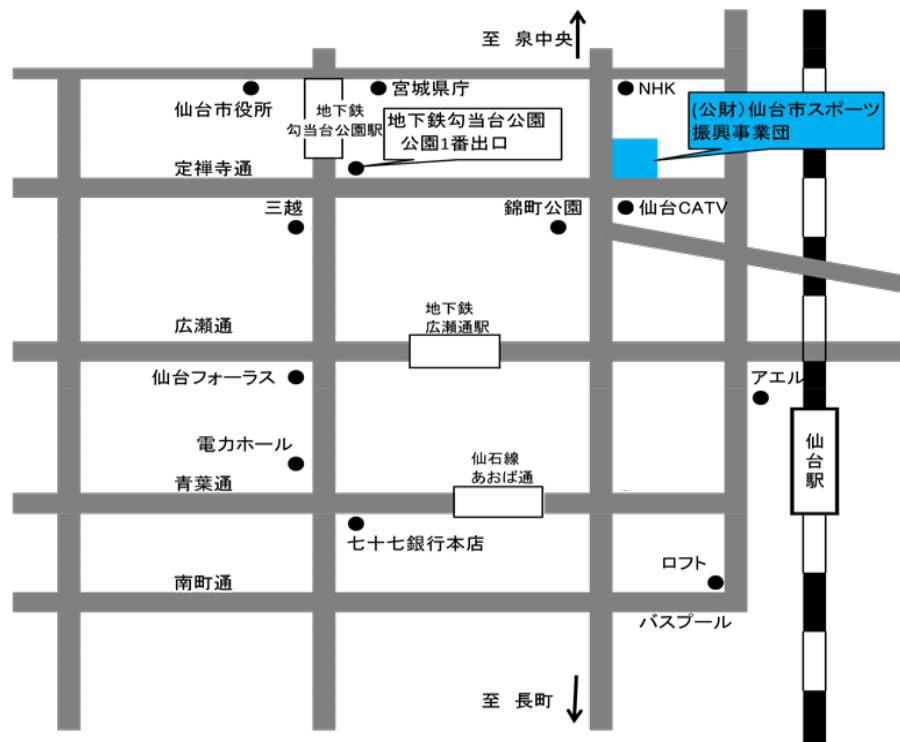 至 泉中央
仙台市役所
地下鉄
勾当台公園駅
宮城県庁
NHK
地下鉄勾当台公園
公園1番出口
(公財)仙台市スポーツ
振興事業団
定禅寺通
三越
錦町公園
仙台CATV
地下鉄
広瀬通駅
広瀬通
仙台フォーラス
アエル
電力ホール
仙石線
あおば通
仙台駅
青葉通
七十七銀行本店
ロフト
南町通
バスプール
至 長町